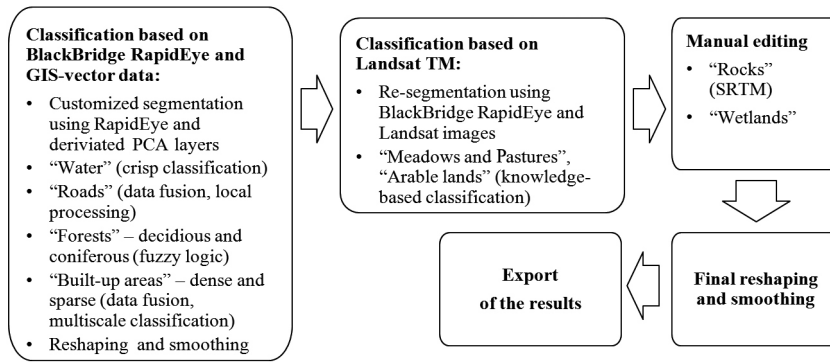 Classification based on
BlackBridge RapidEye and
GIS-vector data:
• Customized segmentation
using RapidEye and
deriviated PCA layers
• “Water” (crisp classification)
• “Roads” (data fusion, local
processing)
• “Forests” – decidious and
coniferous (fuzzy logic)
• “Built-up areas” – dense and
sparse (data fusion,
multiscale classification)
• Reshaping and smoothing
Classification based on
Landsat TM:
• Re-segmentation using
BlackBridge RapidEye and
Landsat images
• “Meadows and Pastures”,
“Arable lands” (knowledge-
based classification)
Manual editing
• “Rocks”
(SRTM)
• “Wetlands”
Final reshaping
and smoothing
Export
of the results